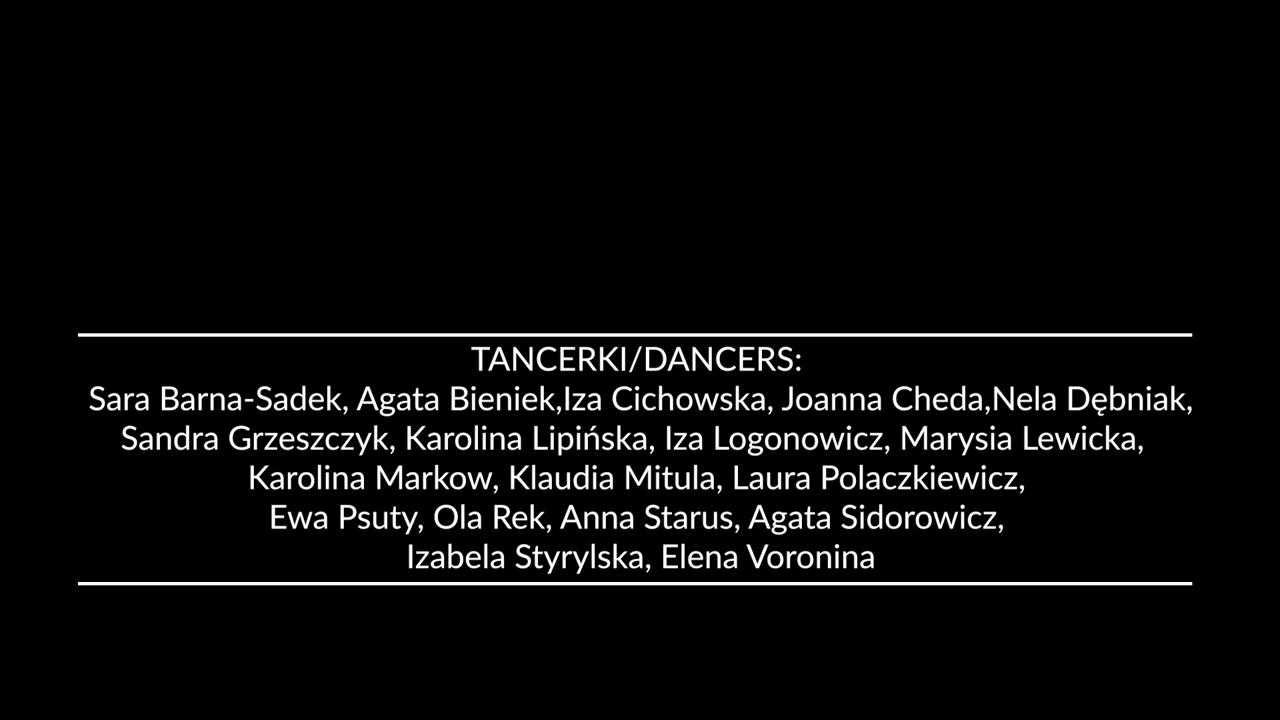 TANCERKI/DANCERS:
Sara Barna-Sadek, Agata Bieniek,Iza Cichowska, Joanna Cheda,Nela Dębniak,
Sandra Grzeszczyk, Karolina Lipińska, Iza Logonowicz, Marysia Lewicka,
Karolina Markow, Klaudia Mitula, Laura Polaczkiewicz,
Ewa Psuty, Ola Rek, Anna Starus, Agata Sidorowicz,
Izabela Styrylska, Elena Voronina